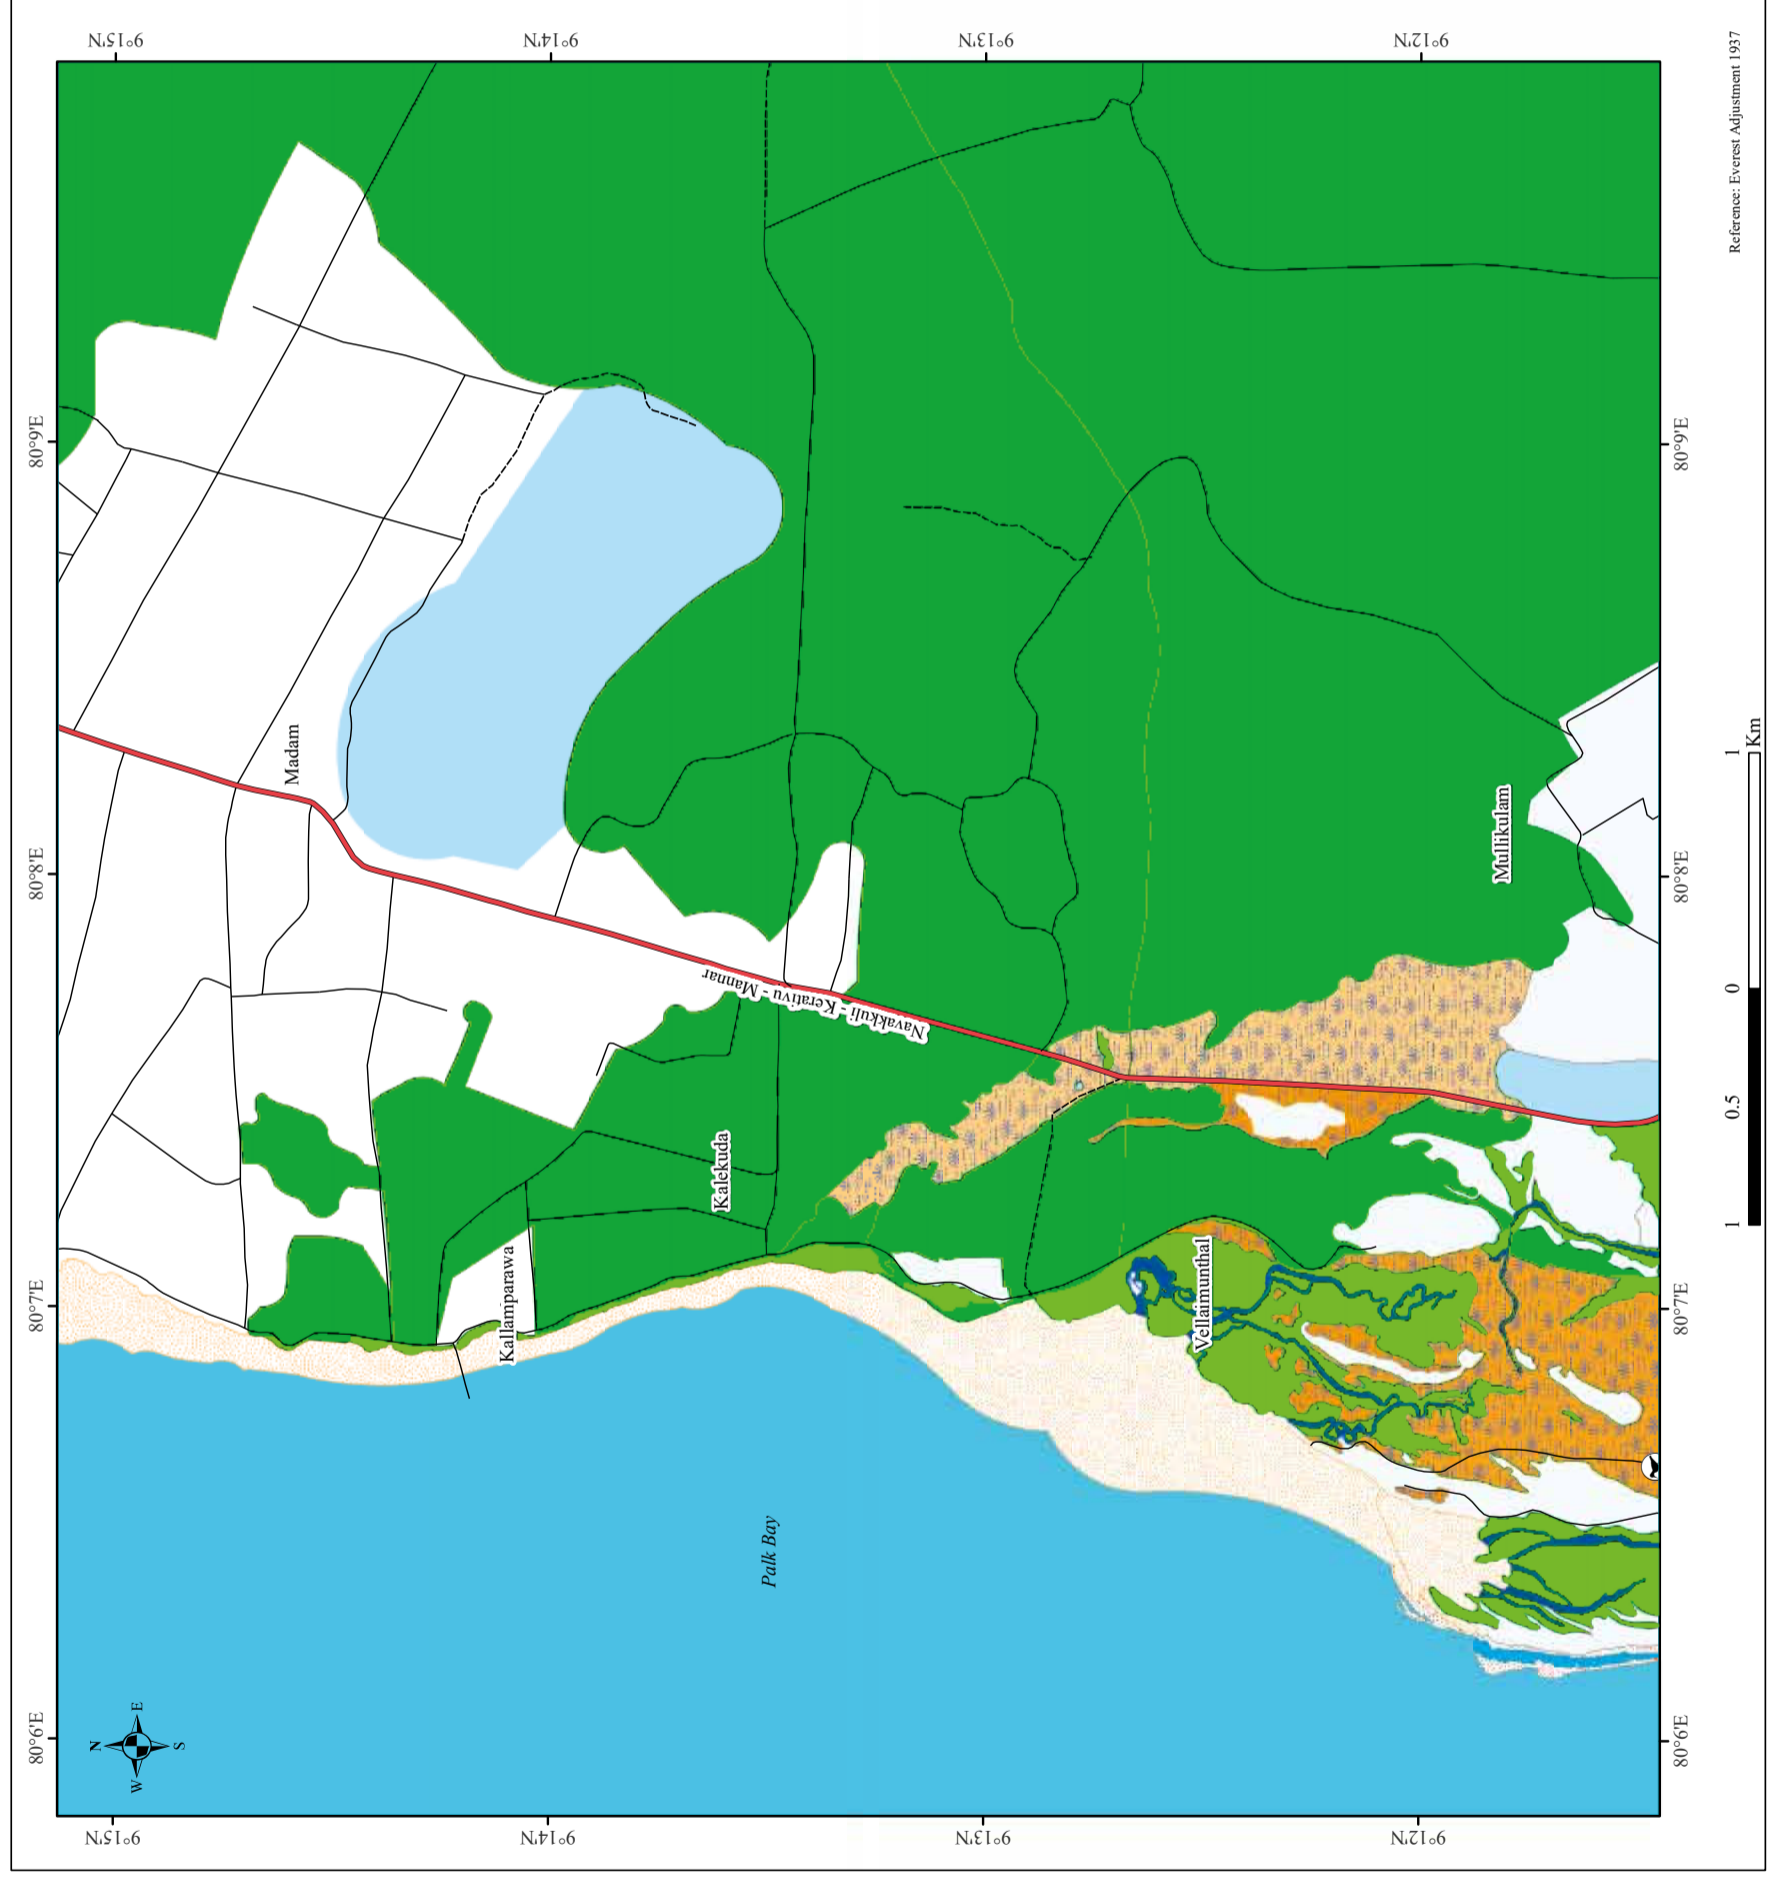 80°6'E 80°7'E 80°8'E 80°9'E
N
9°15'N 9°15'N
W E
S
Madam
Kallamparawa
9°14'N 9°14'N
Kalekuda
Palk Bay
Navakkuli - Kerativu - Mannar
9°13'N 9°13'N
Vellaimunthal
9°12'N 9°12'N
Mullikulam
80°6'E 80°7'E 80°8'E 80°9'E
1 0.5 0 1
Km
Reference: Everest Adjustment 1937